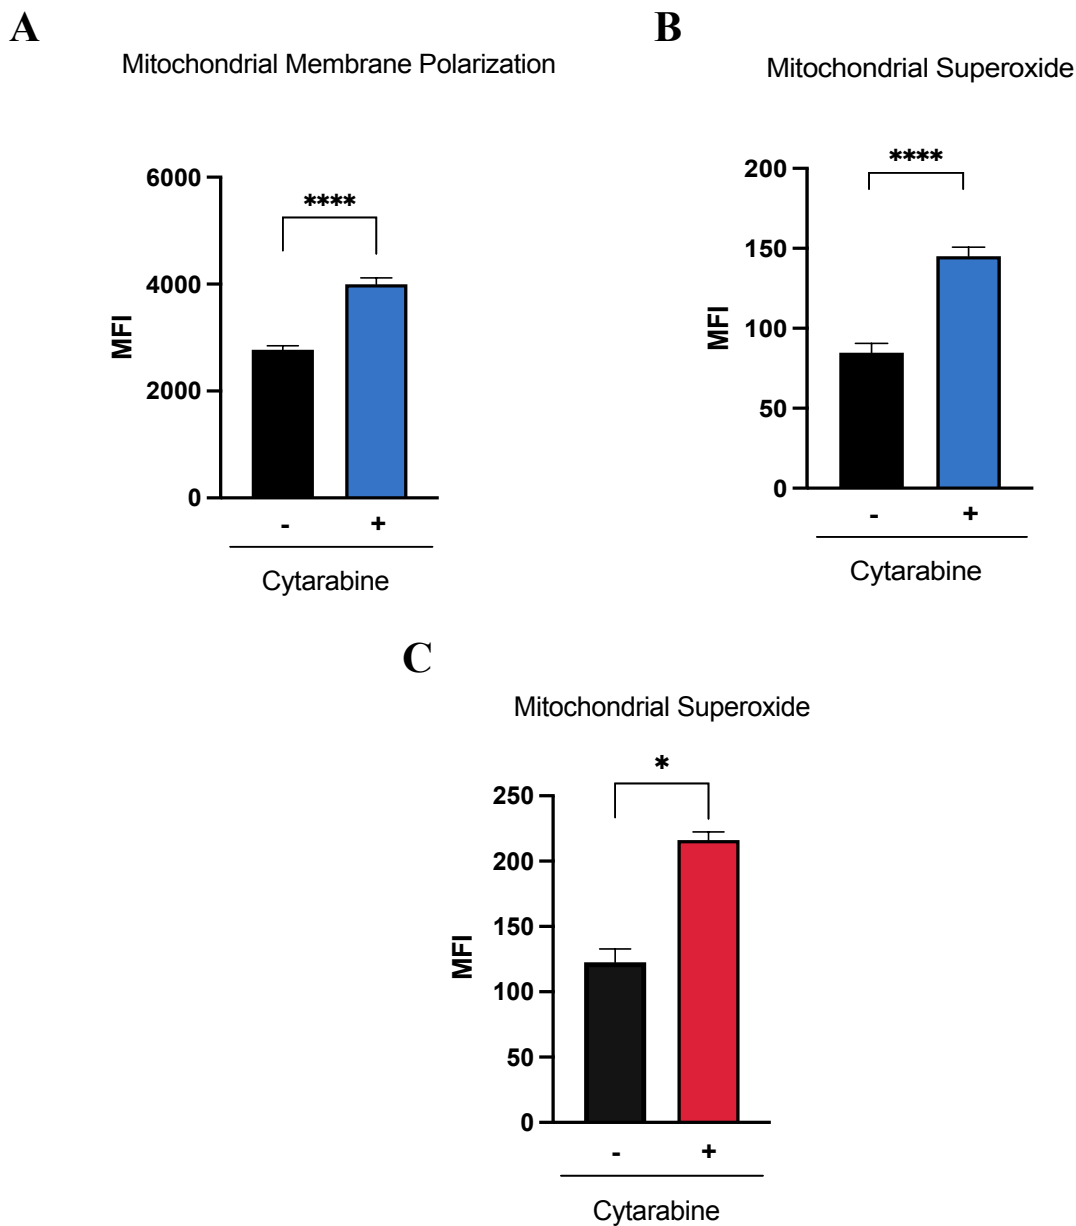 A
Mitochondrial Membrane Polarization
6000
4000
2000
0
MFI
****
- +
Cytarabine
B
Mitochondrial Superoxide
200
150
100
50
0
MFI
****
- +
Cytarabine
C
Mitochondrial Superoxide
250
200
150
100
50
0
MFI
*
- +
Cytarabine